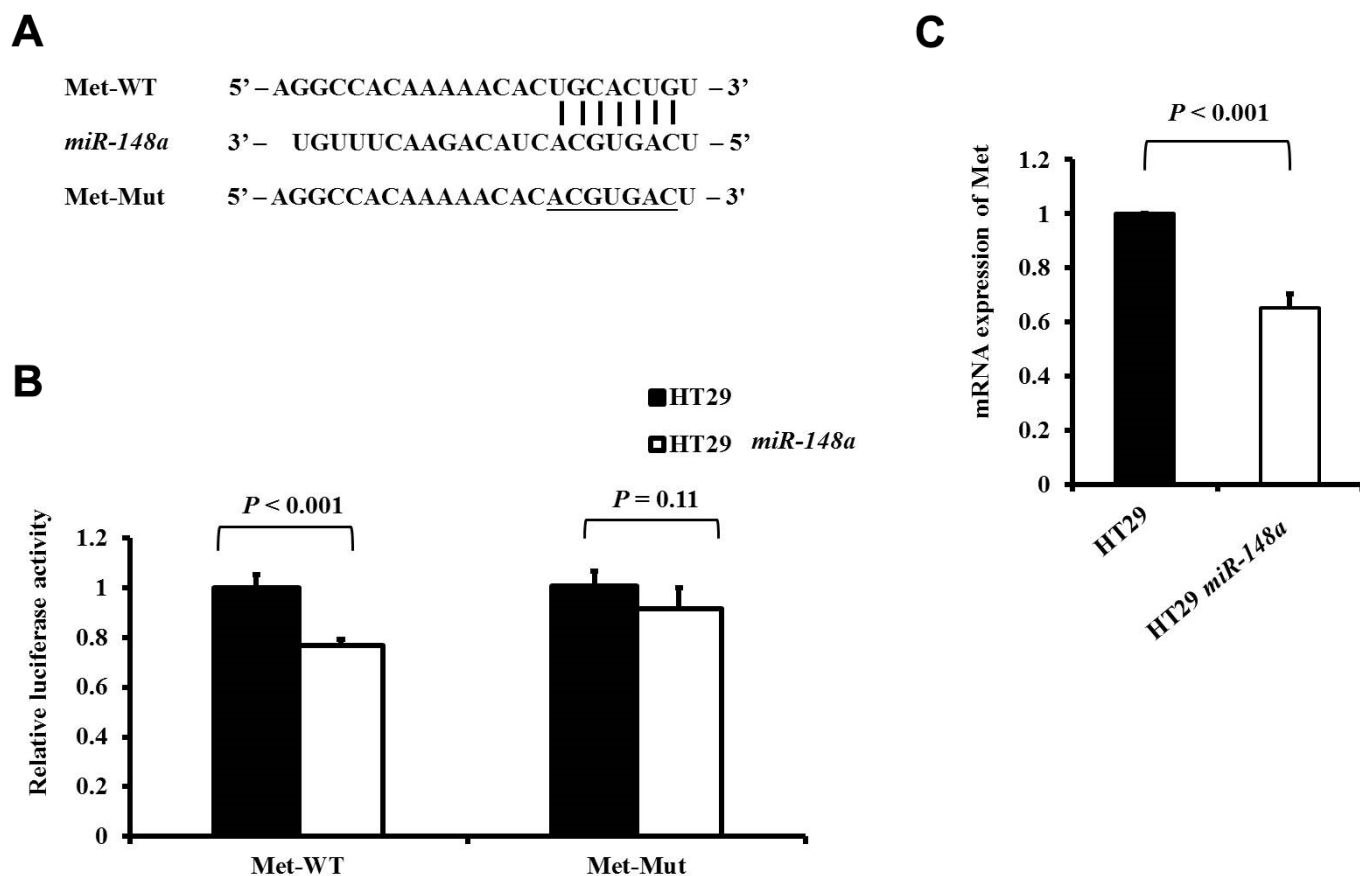 A
Met-WT 5’ – AGGCCACAAAAACACUGCACUGU – 3’
miR-148a 3’- UGUUUCAAGACAUCACGUGACU – 5’
Met-Mut 5’ – AGGCCACAAAAACACACGUGACU – 3'
B
HT29
HT29 miR-148a
P < 0.001
P = 0.11
Relative luciferase activity
1.2
1
0.8
0.6
0.4
0.2
0
Met-WT
Met-Mut
C
P < 0.001
mRNA expression of Met
1.2
1
0.8
0.6
0.4
0.2
0
HT29
HT29 miR-148a